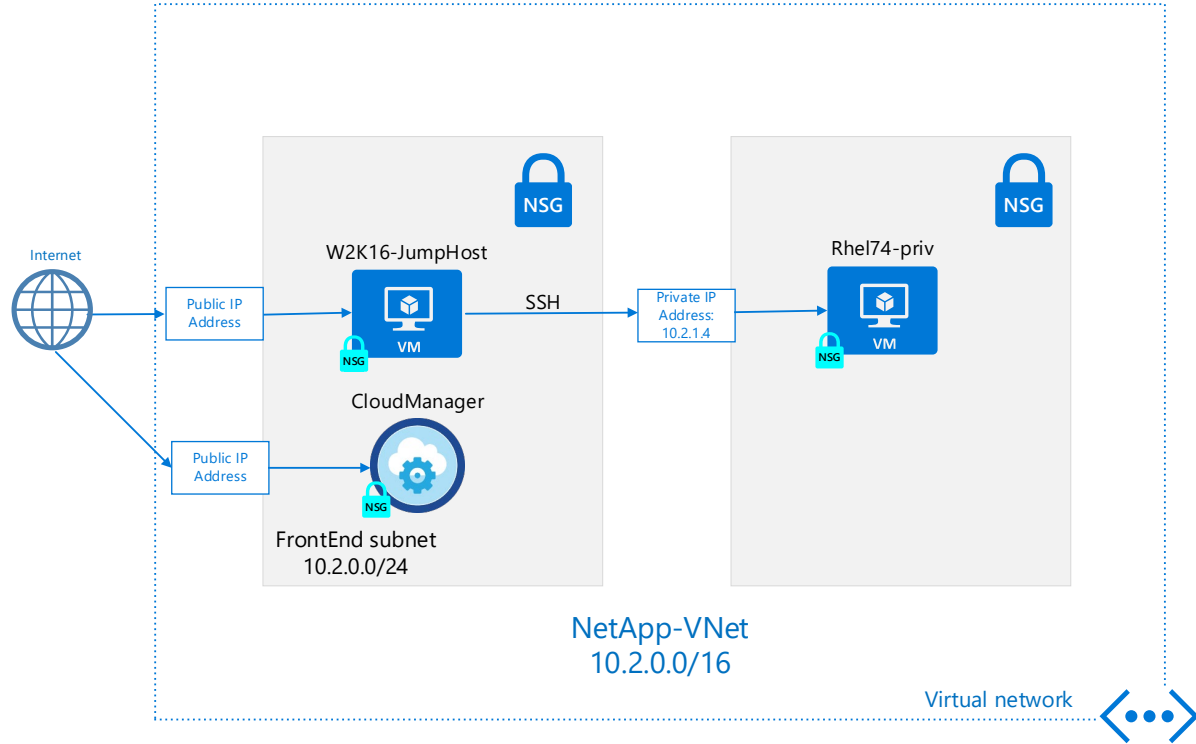 NSG
NSG
Internet
W2K16-JumpHost
Rhel74-priv
Public IP
Address
VM
NSG
SSH
Private IP
Address:
10.2.1.4
VM
NSG
CloudManager
Public IP
Address
NSG
FrontEnd subnet
10.2.0.0/24
NetApp-VNet
10.2.0.0/16
Virtual network